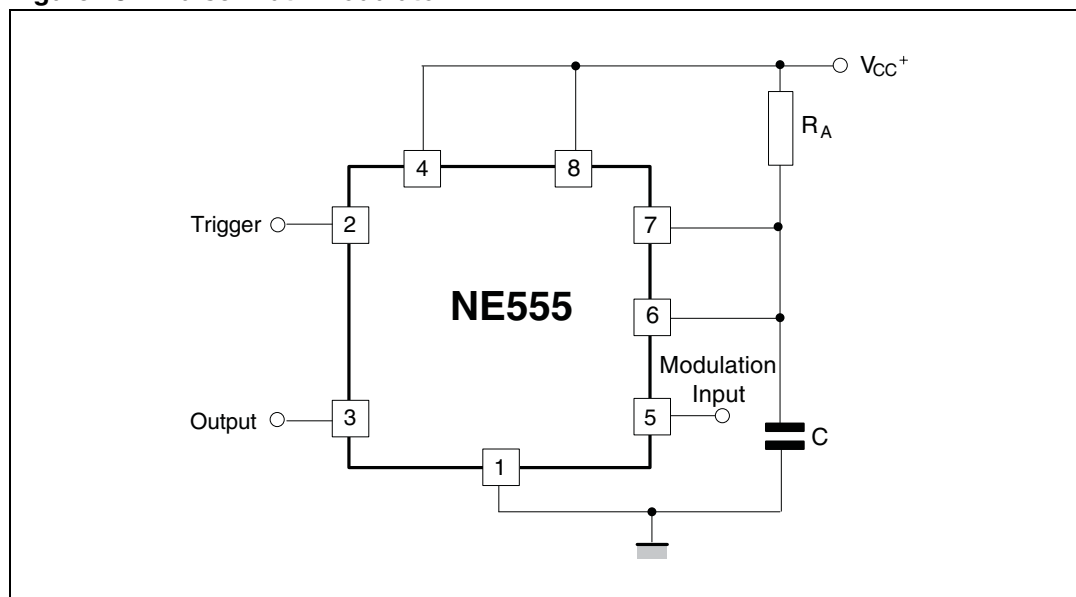 V_CC+
R_A
4
8
Trigger
2
7
NE555
6
Modulation
Input
Output
3
5
C
1